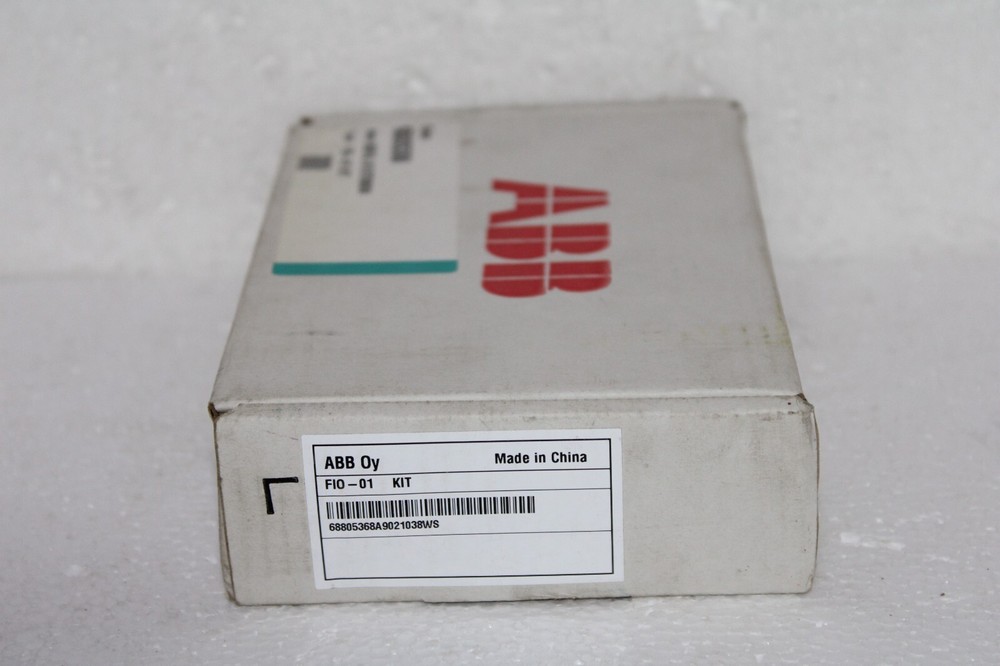 ABB
ABB Oy Made in China
FIO-01 KIT
68805368A9021038WS